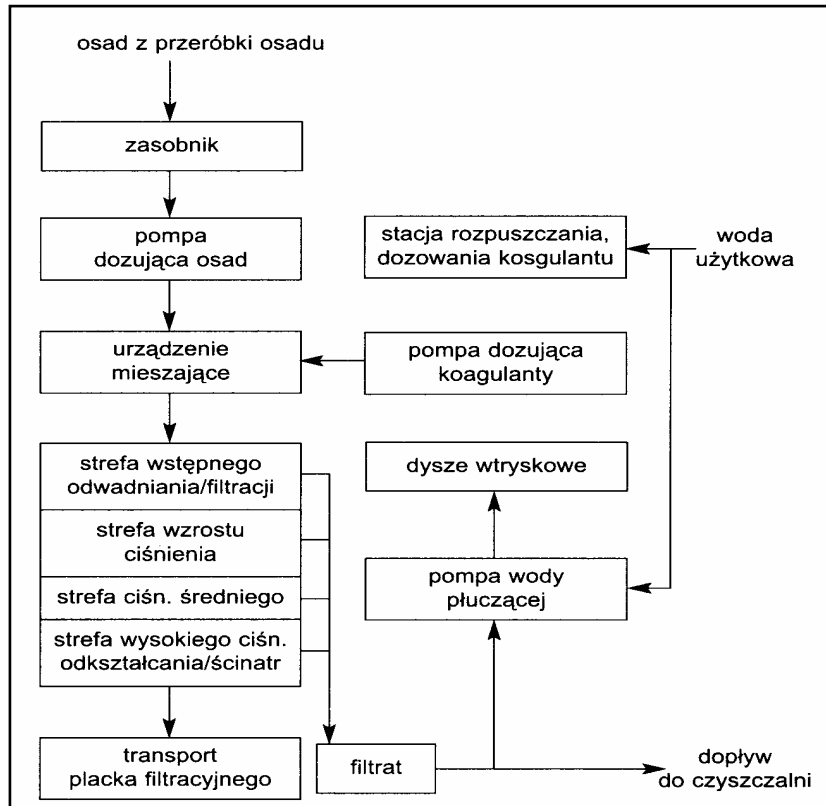 osad z przeróbki osadu
zasobnik
pompa
dozująca osad
stacja rozpuszczania,
dozowania kosgulantu
woda
użytkowa
urządzenie
mieszające
pompa dozująca
koagulanty
strefa wstępnego
odwadniania/filtracji
dysze wtryskowe
strefa wzrostu
ciśnienia
strefa ciśn. średniego
pompa wody
płuczącej
strefa wysokiego ciśn.
odkształcania/ścinatr
transport
placka filtracyjnego
filtrat
dopływ
do czyszczalni